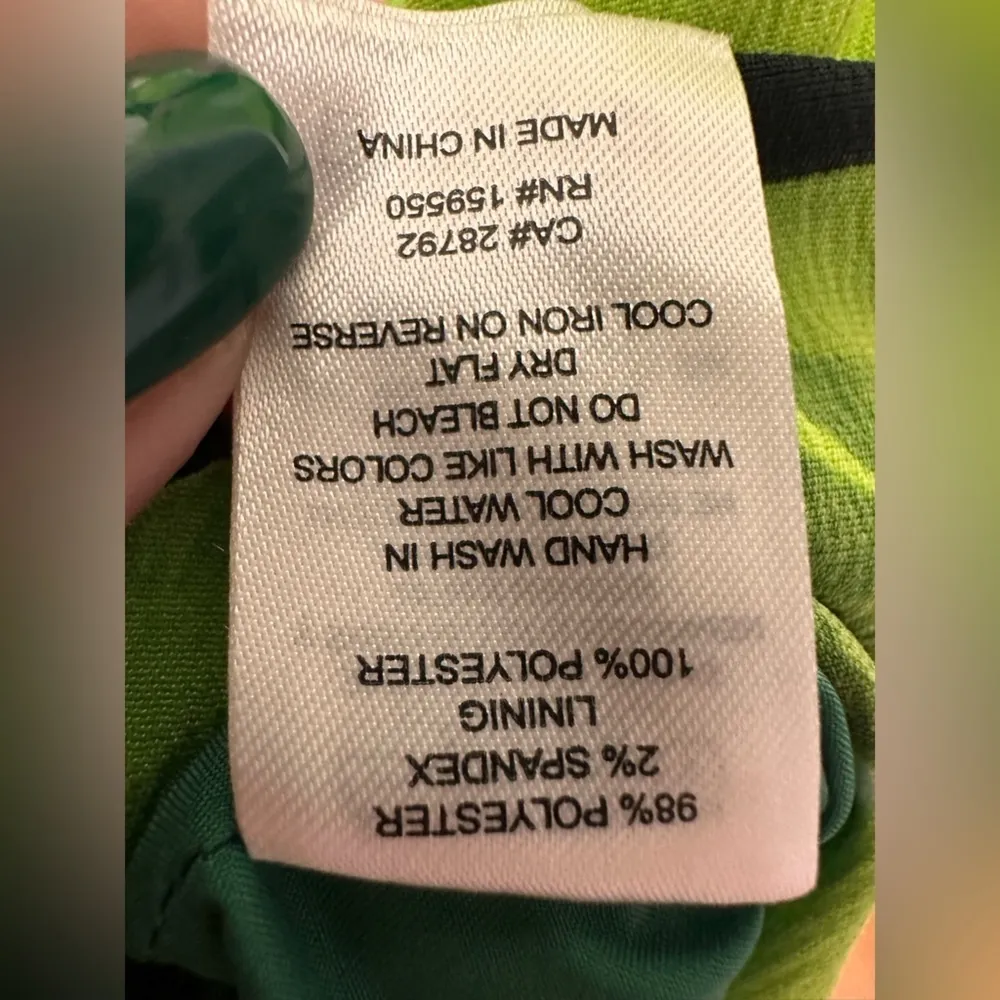 98% POLYESTER
2% SPANDEX
LININIG
100% POLYESTER
HAND WASH IN
COOL WATER
WASH WITH LIKE COLORS
DO NOT BLEACH
DRY FLAT
COOL IRON ON REVERSE
CA# 28792
RN# 159550
MADE IN CHINA